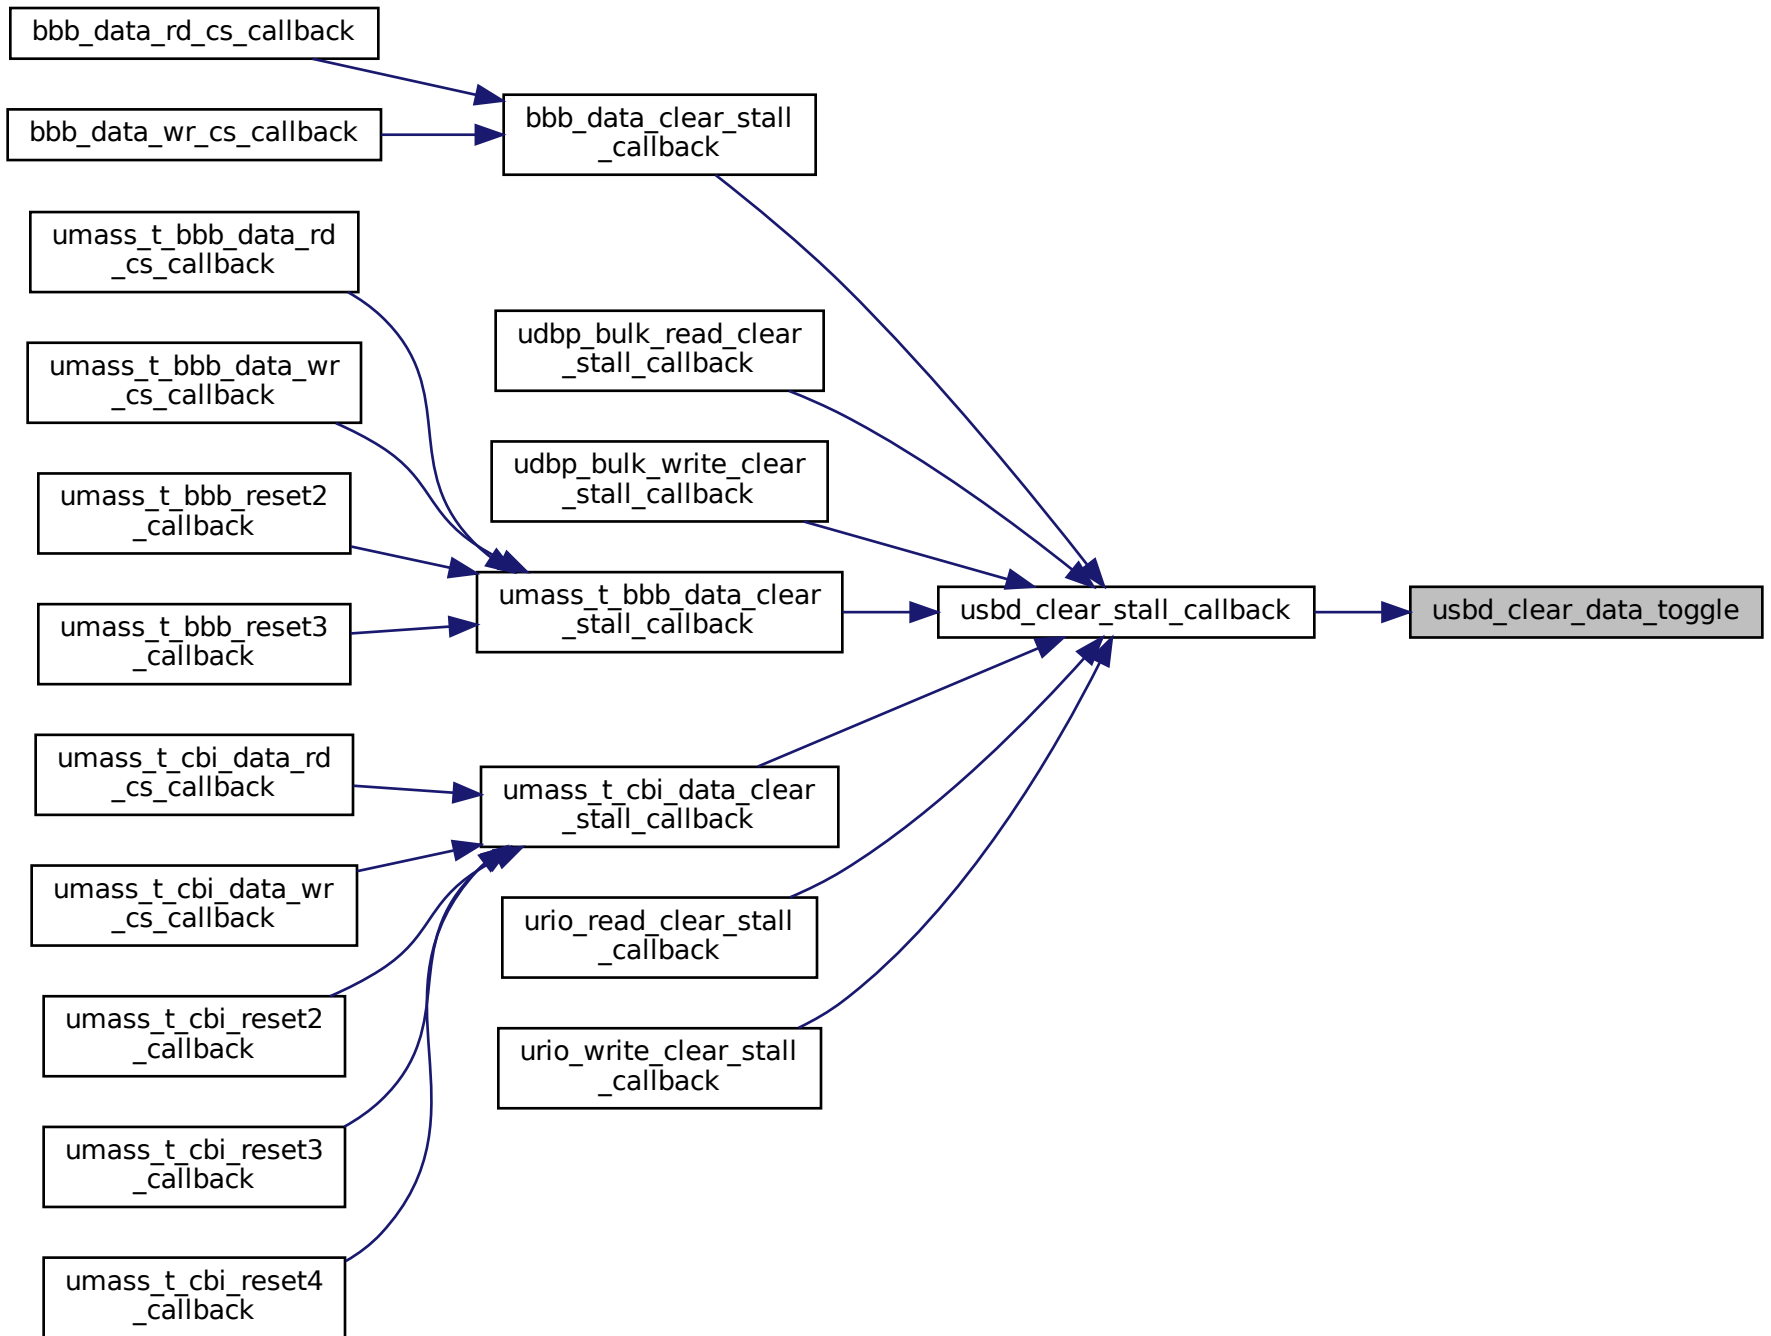 bbb_data_rd_cs_callback
bbb_data_wr_cs_callback
umass_t_bbb_data_rd
_cs_callback
umass_t_bbb_data_wr
_cs_callback
umass_t_bbb_reset2
_callback
umass_t_bbb_reset3
_callback
umass_t_cbi_data_rd
_cs_callback
umass_t_cbi_data_wr
_cs_callback
umass_t_cbi_reset2
_callback
umass_t_cbi_reset3
_callback
umass_t_cbi_reset4
_callback
bbb_data_clear_stall
_callback
udbp_bulk_read_clear
_stall_callback
udbp_bulk_write_clear
_stall_callback
umass_t_bbb_data_clear
_stall_callback
umass_t_cbi_data_clear
_stall_callback
urio_read_clear_stall
_callback
urio_write_clear_stall
_callback
usbd_clear_stall_callback
usbd_clear_data_toggle